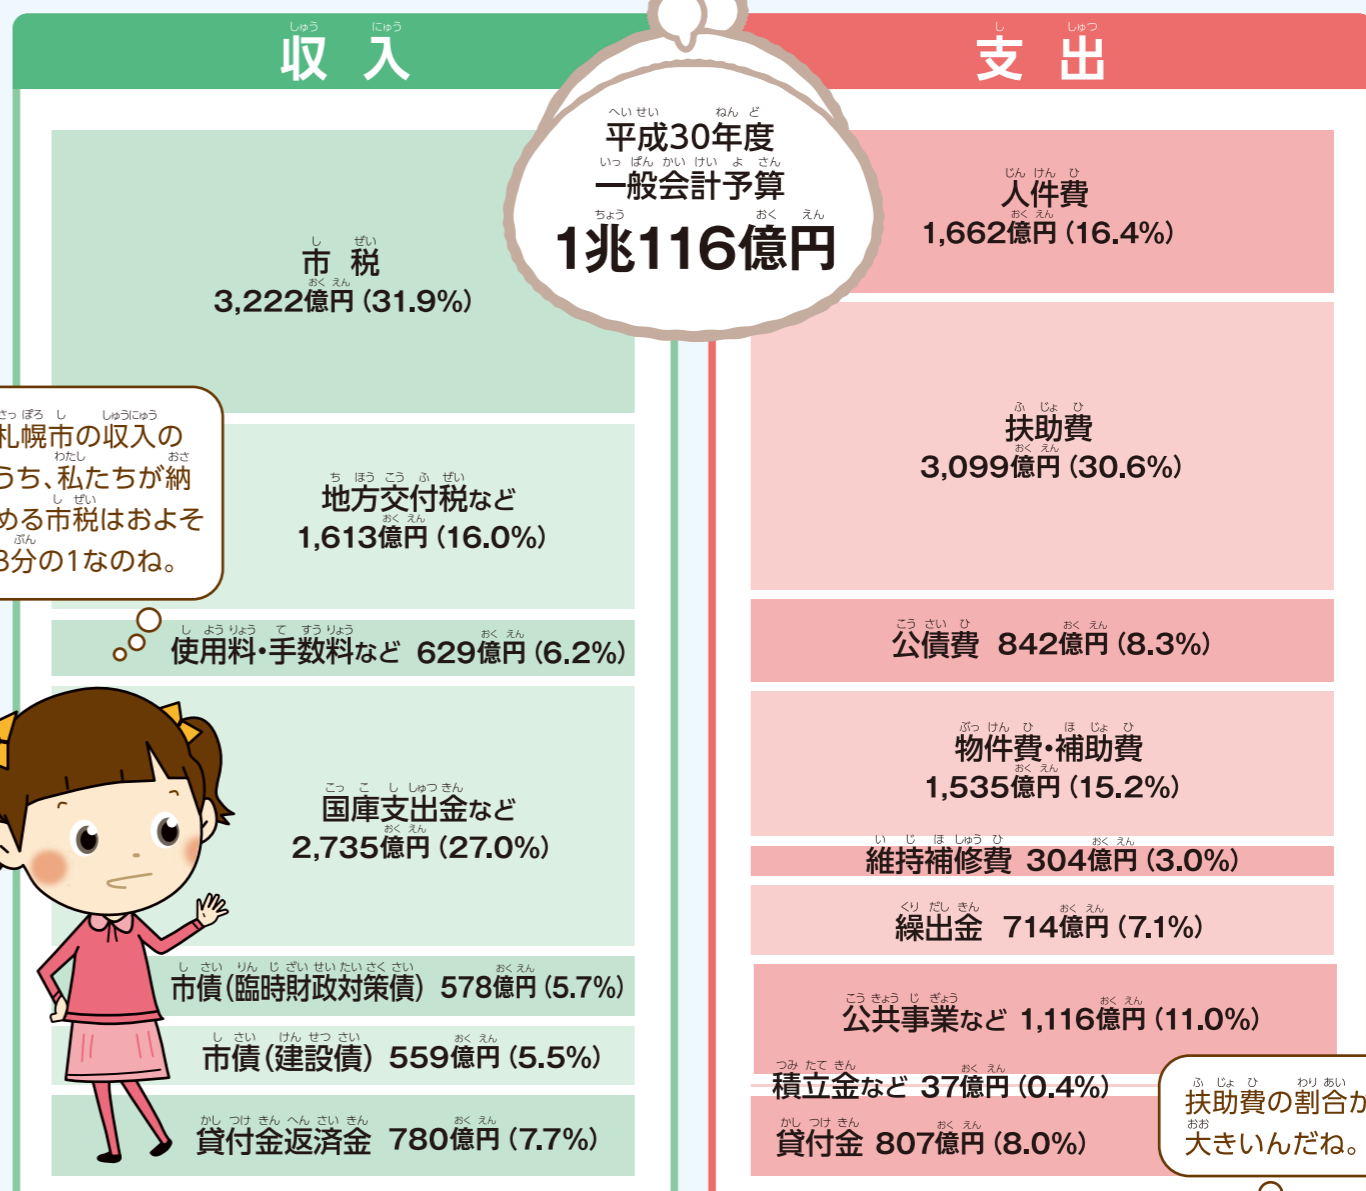 収入
支出
平成30年度
一般会計予算
1兆116億円
市税
3,222億円(31.9%)
地方交付税など
1,613億円(16.0%)
使用料・手数料など 629億円(6.2%)
国庫支出金など
2,735億円(27.0%)
市債(臨時財政対策債) 578億円(5.7%)
市債(建設債) 559億円(5.5%)
貸付金返済金 780億円(7.7%)
札幌市の収入の
うち、私たちが納
める市税はおよそ
3分の1なのね。
人件費
1,662億円(16.4%)
扶助費
3,099億円(30.6%)
公債費 842億円(8.3%)
物件費・補助費
1,535億円(15.2%)
維持補修費 304億円(3.0%)
繰出金 714億円(7.1%)
公共事業など 1,116億円(11.0%)
積立金など 37億円(0.4%)
貸付金 807億円(8.0%)
扶助費の割合が
大きいんだね。